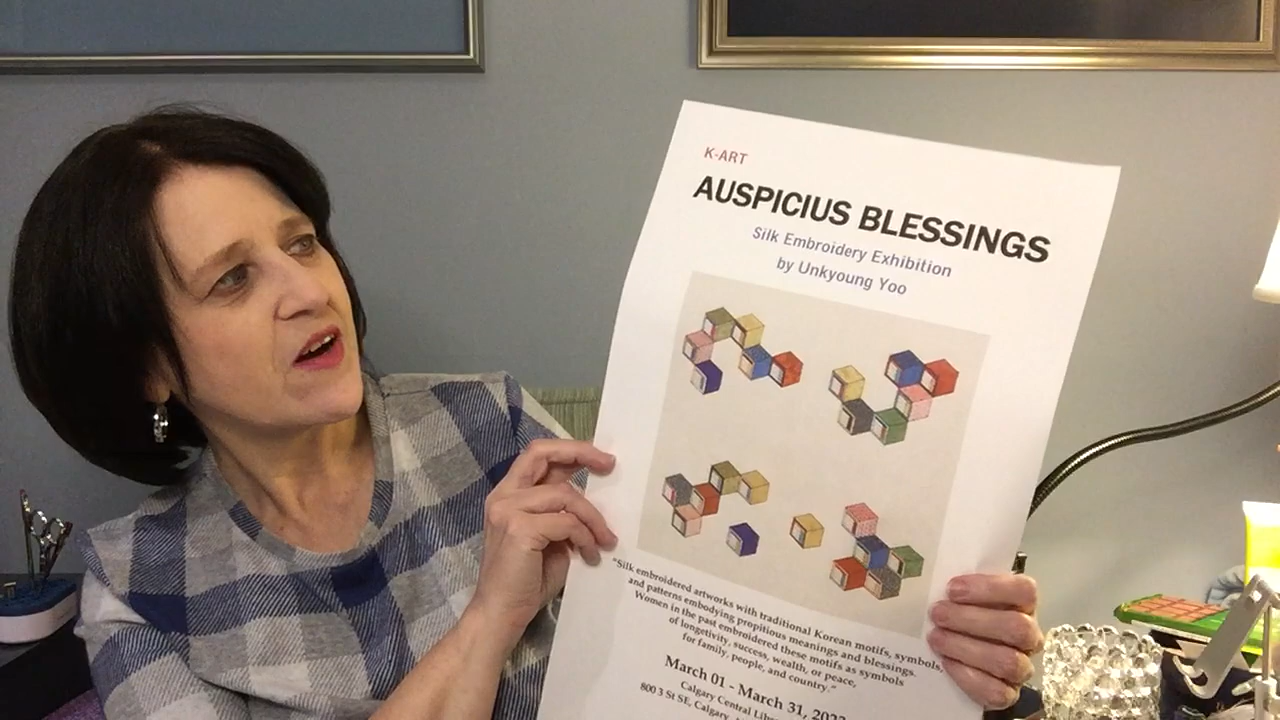 K-ART
AUSPICIUS BLESSINGS
Silk Embroidery Exhibition
by Unkyoung Yoo
"Silk embroidered artworks with traditional Korean motifs, symbols,
and patterns embodying propitious meanings and blessings.
Women in the past embroidered these motifs as symbols
of longetivity, success, wealth, or peace,
for family, people, and country."
March 01 - March 31,
Calgary Central
800 3 St SE, Calgary,